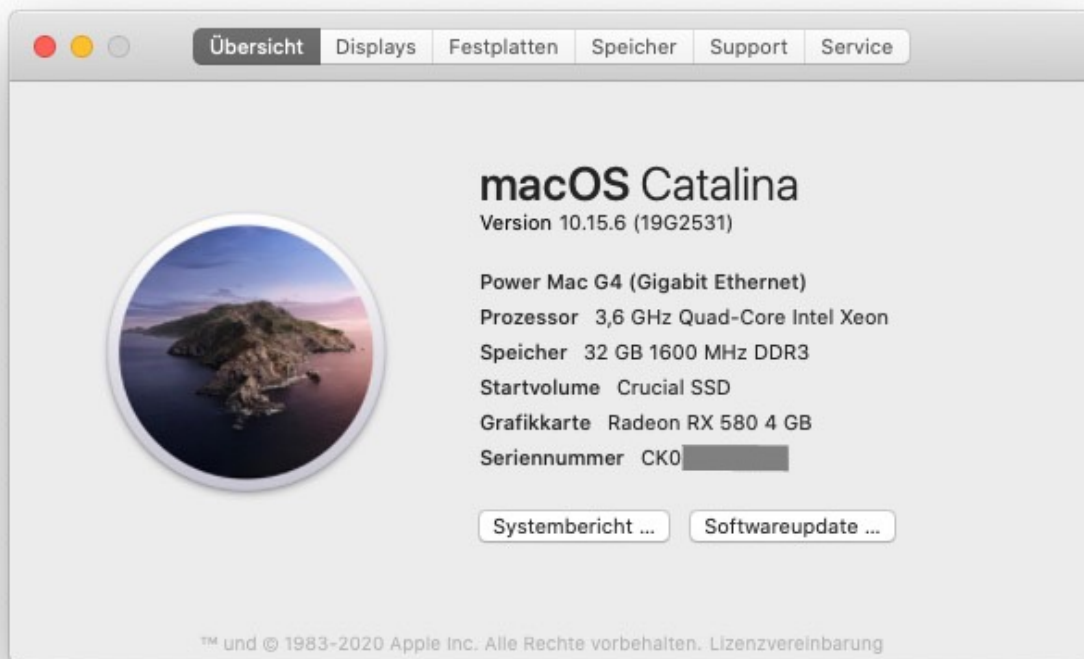 Übersicht Displays Festplatten Speicher Support Service
macOS Catalina
Version 10.15.6 (19G2531)
Power Mac G4 (Gigabit Ethernet)
Prozessor 3,6 GHz Quad-Core Intel Xeon
Speicher 32 GB 1600 MHz DDR3
Startvolume Crucial SSD
Grafikkarte Radeon RX 580 4 GB
Seriennummer CK0
Systembericht ... Softwareupdate ...
™ und © 1983-2020 Apple Inc. Alle Rechte vorbehalten. Lizenzvereinbarung